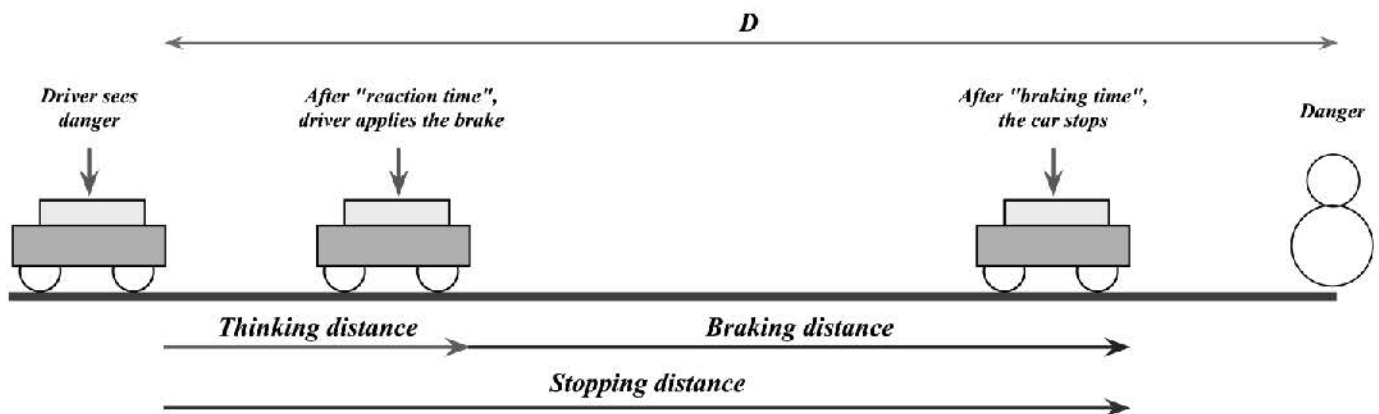 D
Driver sees
danger
After "reaction time",
driver applies the brake
After "braking time",
the car stops
Danger
Thinking distance
Braking distance
Stopping distance